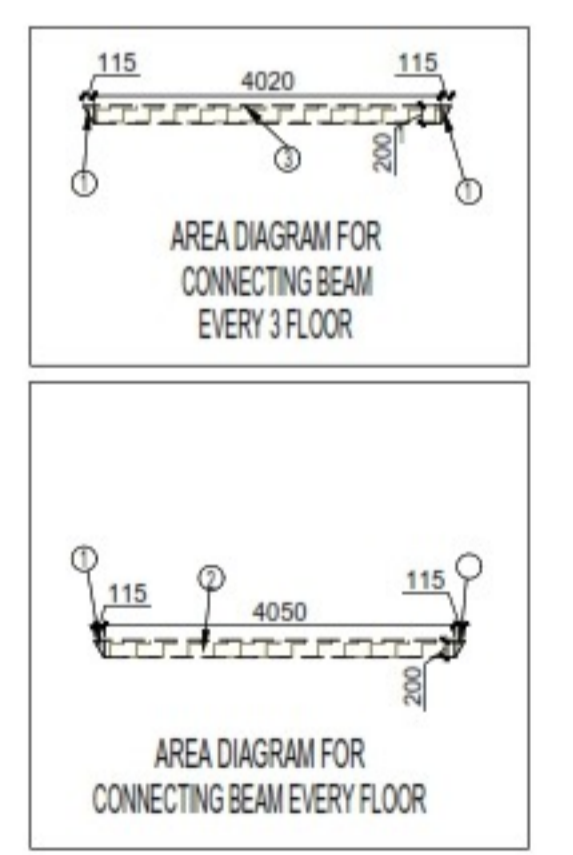 115
115
4020
1
3
200
1
AREA DIAGRAM FOR
CONNECTING BEAM
EVERY 3 FLOOR
1
2
115
115
4050
200
AREA DIAGRAM FOR
CONNECTING BEAM EVERY FLOOR